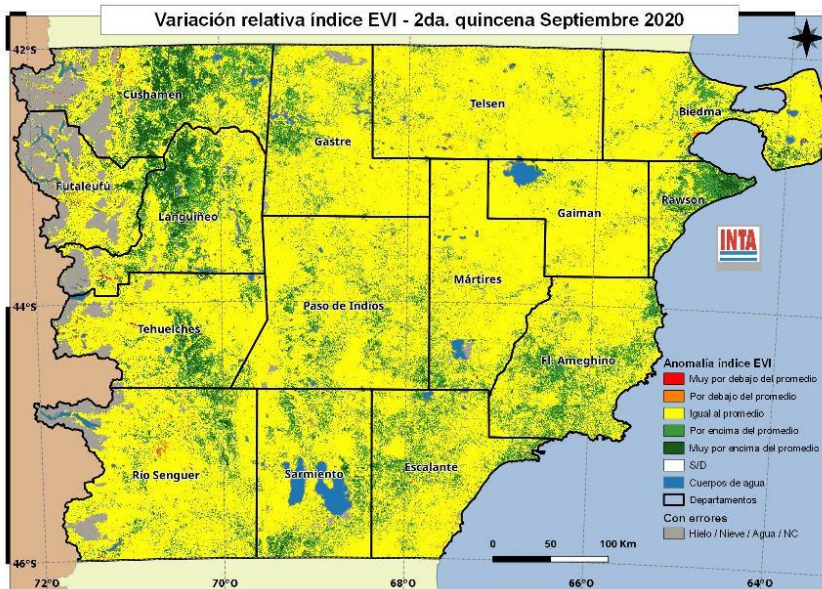 Variación relativa índice EVI - 2da. quincena Septiembre 2020
42°S
Cushamen
Telsen
Biedma
Gastre
Futaleufú
Languiñeo
Rawson
Gaiman
INTA
Mártires
44°S
Paso de Indios
Tehuelches
Fl. Ameghino
Anomalía índice EVI
Muy por debajo del promedio
Por debajo del promedio
Igual al promedio
Por encima del promedio
Muy por encima del promedio
S/D
Cuerpos de agua
Departamentos
Con errores
Hielo / Nieve / Agua / NC
Río Senguer
Sarmiento
Escalante
0 50 100 Km
46°S
72°O 70°O 68°O 66°O 64°O